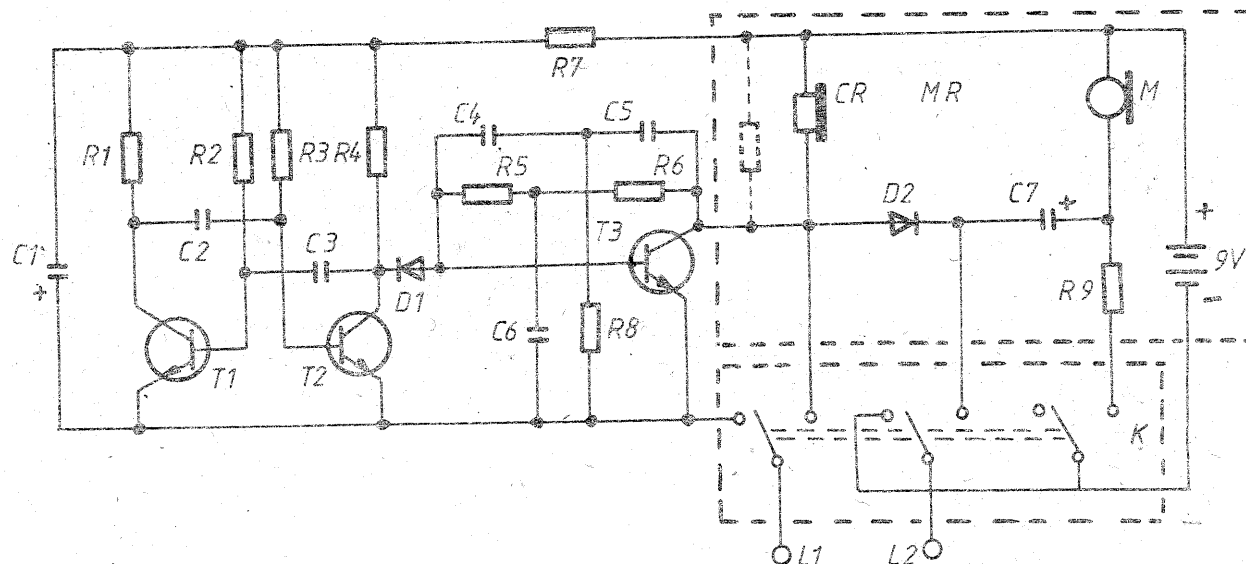 R7
CR MR M
C4 C5
R1 R2 R3 R4 R5 R6
D2 C7 +
T3 +
C2 C3 9V
C1 R9 −
+ D1
C6 R8
T1 T2
K
L1 L2